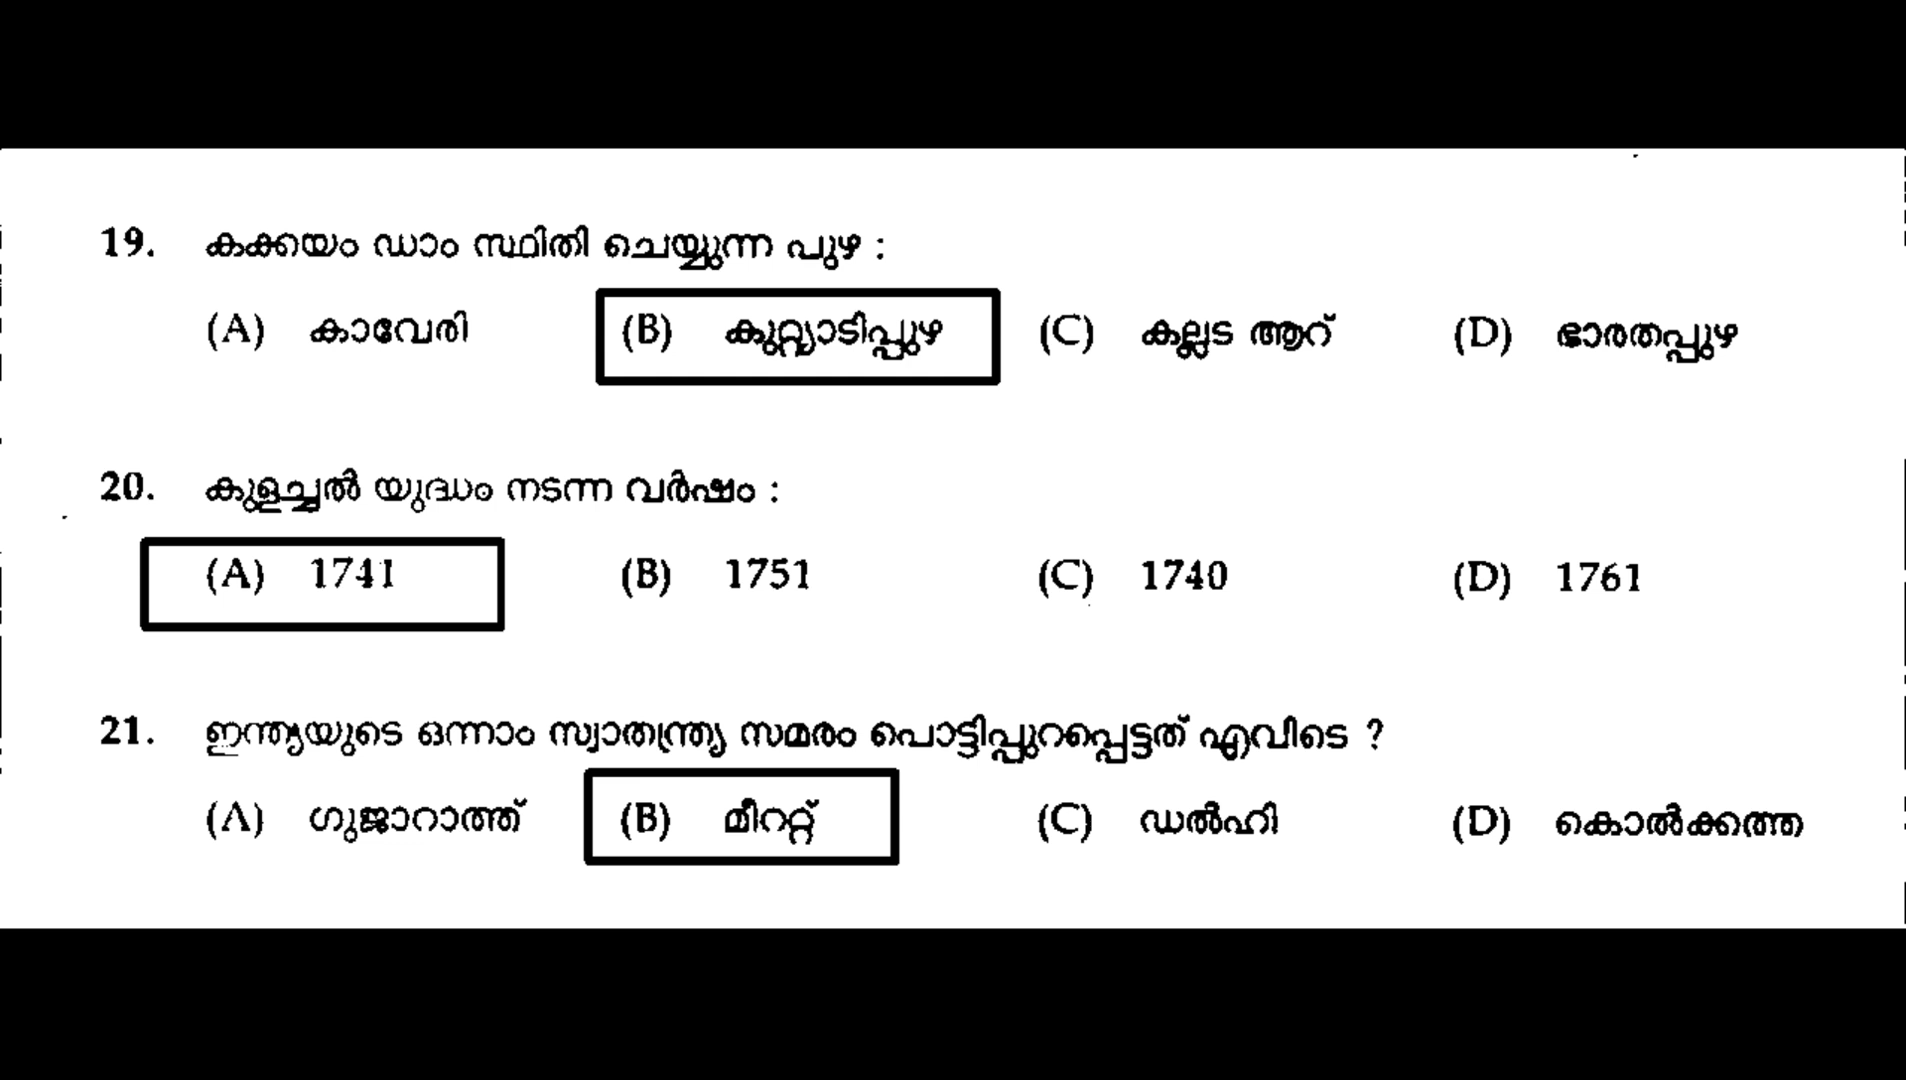 19. കക്കയം ഡാം സ്ഥിതി ചെയ്യുന്ന പുഴ :
(A) കാവേരി (B) കുറ്റ്യാടിപ്പുഴ (C) കല്ലട ആറ് (D) ഭാരതപ്പുഴ
20. കുളച്ചൽ യുദ്ധം നടന്ന വർഷം :
(A) 1741 (B) 1751 (C) 1740 (D) 1761
21. ഇന്ത്യയുടെ ഒന്നാം സ്വാതന്ത്ര്യ സമരം പൊട്ടിപ്പുറപ്പെട്ടത് എവിടെ ?
(A) ഗുജാറാത്ത് (B) മീററ്റ് (C) ഡൽഹി (D) കൊൽക്കത്ത